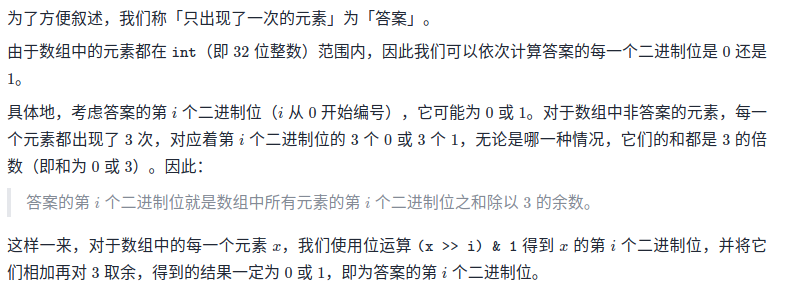 为了方便叙述，我们称「只出现了一次的元素」为「答案」。
由于数组中的元素都在 int（即 32 位整数）范围内，因此我们可以依次计算答案的每一个二进制位是 0 还是
1。
具体地，考虑答案的第 i 个二进制位（i 从 0 开始编号），它可能为 0 或 1。对于数组中非答案的元素，每一
个元素都出现了 3 次，对应着第 i 个二进制位的 3 个 0 或 3 个 1，无论是哪一种情况，它们的和都是 3 的倍
数（即和为 0 或 3）。因此：
答案的第 i 个二进制位就是数组中所有元素的第 i 个二进制位之和除以 3 的余数。
这样一来，对于数组中的每一个元素 x，我们使用位运算 (x >> i) & 1 得到 x 的第 i 个二进制位，并将它
们相加再对 3 取余，得到的结果一定为 0 或 1，即为答案的第 i 个二进制位。